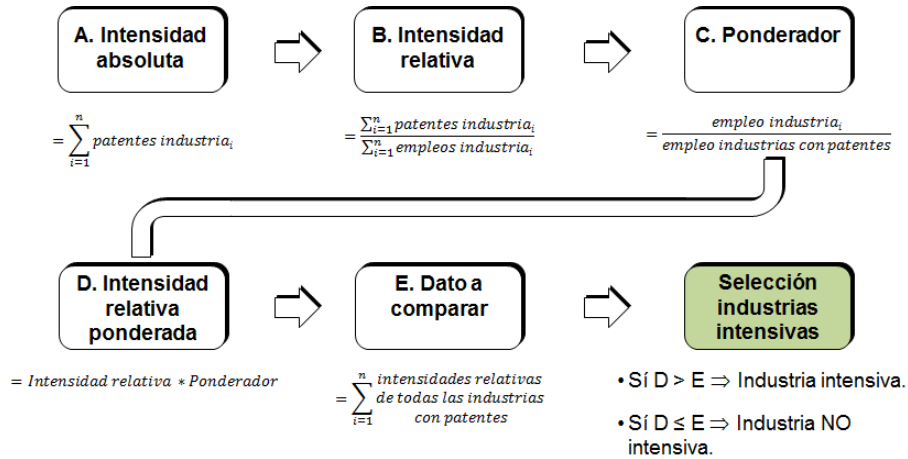 A. Intensidad
absoluta
B. Intensidad
relativa
C. Ponderador
= ∑_{i=1}^{n} patentes industria_i
= ∑_{i=1}^{n} patentes industria_i / ∑_{i=1}^{n} empleos industria_i
= empleo industria_i / empleo industrias con patentes
D. Intensidad
relativa
ponderada
E. Dato a
comparar
Selección
industrias
intensivas
= Intensidad relativa * Ponderador
= ∑_{i=1}^{n} intensidades relativas
de todas las industrias
con patentes
• Sí D > E ⇒ Industria intensiva.
• Sí D ≤ E ⇒ Industria NO
intensiva.